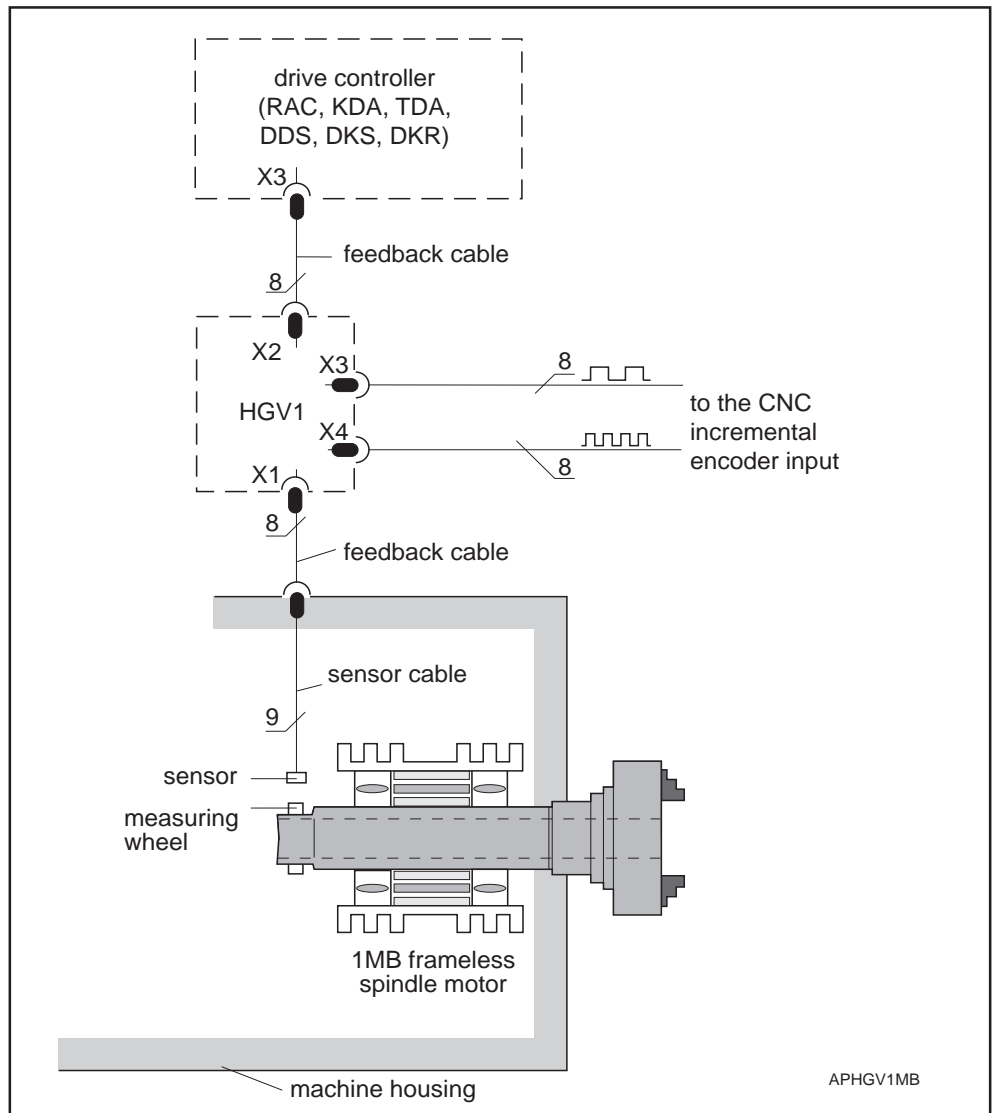 drive controller
(RAC, KDA, TDA,
DDS, DKS, DKR)
X3
feedback cable
8
X2
X3
8
to the CNC
incremental
encoder input
HGV1
X4
8
X1
8
feedback cable
sensor cable
9
sensor
measuring
wheel
1MB frameless
spindle motor
machine housing
APHGV1MB